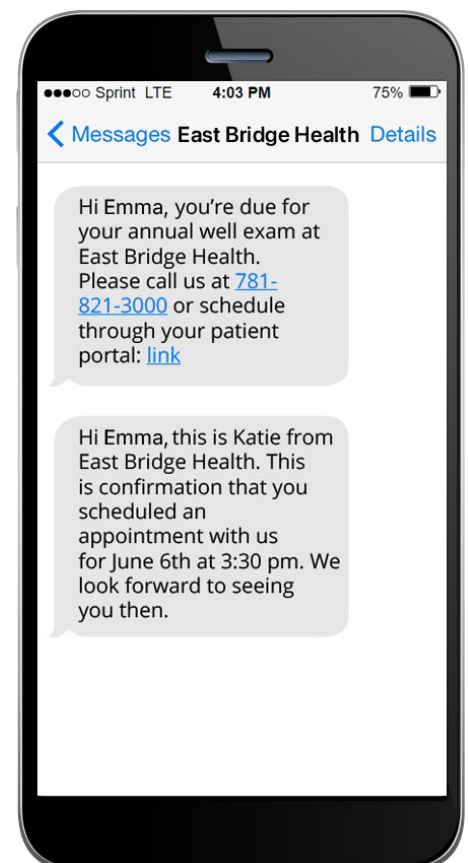 ●●●○○ Sprint LTE 4:03 PM 75%
Messages East Bridge Health Details
Hi Emma, you’re due for
your annual well exam at
East Bridge Health.
Please call us at 781-
821-3000 or schedule
through your patient
portal: link
Hi Emma, this is Katie from
East Bridge Health. This
is confirmation that you
scheduled an
appointment with us
for June 6th at 3:30 pm. We
look forward to seeing
you then.